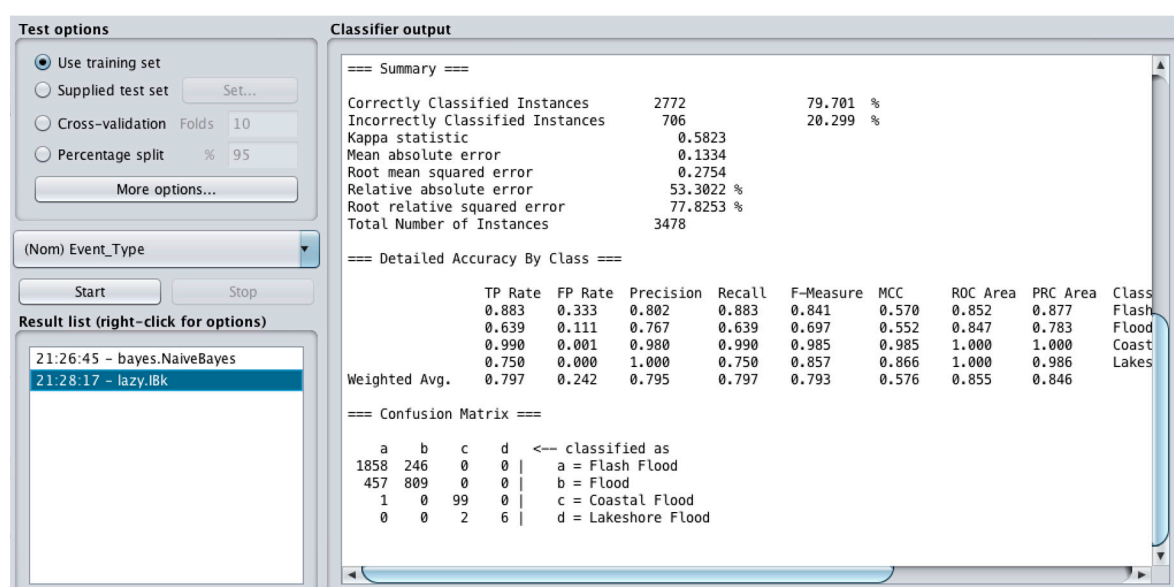 Test options
Use training set
Supplied test set Set...
Cross-validation Folds 10
Percentage split % 95
More options...
(Nom) Event_Type
Start Stop
Result list (right-click for options)
21:26:45 - bayes.NaiveBayes
21:28:17 - lazy.IBk
Classifier output
=== Summary ===
Correctly Classified Instances 2772 79.701 %
Incorrectly Classified Instances 706 20.299 %
Kappa statistic 0.5823
Mean absolute error 0.1334
Root mean squared error 0.2754
Relative absolute error 53.3022 %
Root relative squared error 77.8253 %
Total Number of Instances 3478
=== Detailed Accuracy By Class ===
TP Rate FP Rate Precision Recall F-Measure MCC ROC Area PRC Area Class
0.883 0.333 0.802 0.883 0.841 0.570 0.852 0.877 Flash
0.639 0.111 0.767 0.639 0.697 0.552 0.847 0.783 Flood
0.990 0.001 0.980 0.990 0.985 0.985 1.000 1.000 Coast
0.750 0.000 1.000 0.750 0.857 0.866 1.000 0.986 Lakes
Weighted Avg. 0.797 0.242 0.795 0.797 0.793 0.576 0.855 0.846
=== Confusion Matrix ===
a b c d <-- classified as
1858 246 0 0 | a = Flash Flood
457 809 0 0 | b = Flood
1 0 99 0 | c = Coastal Flood
0 0 2 6 | d = Lakeshore Flood